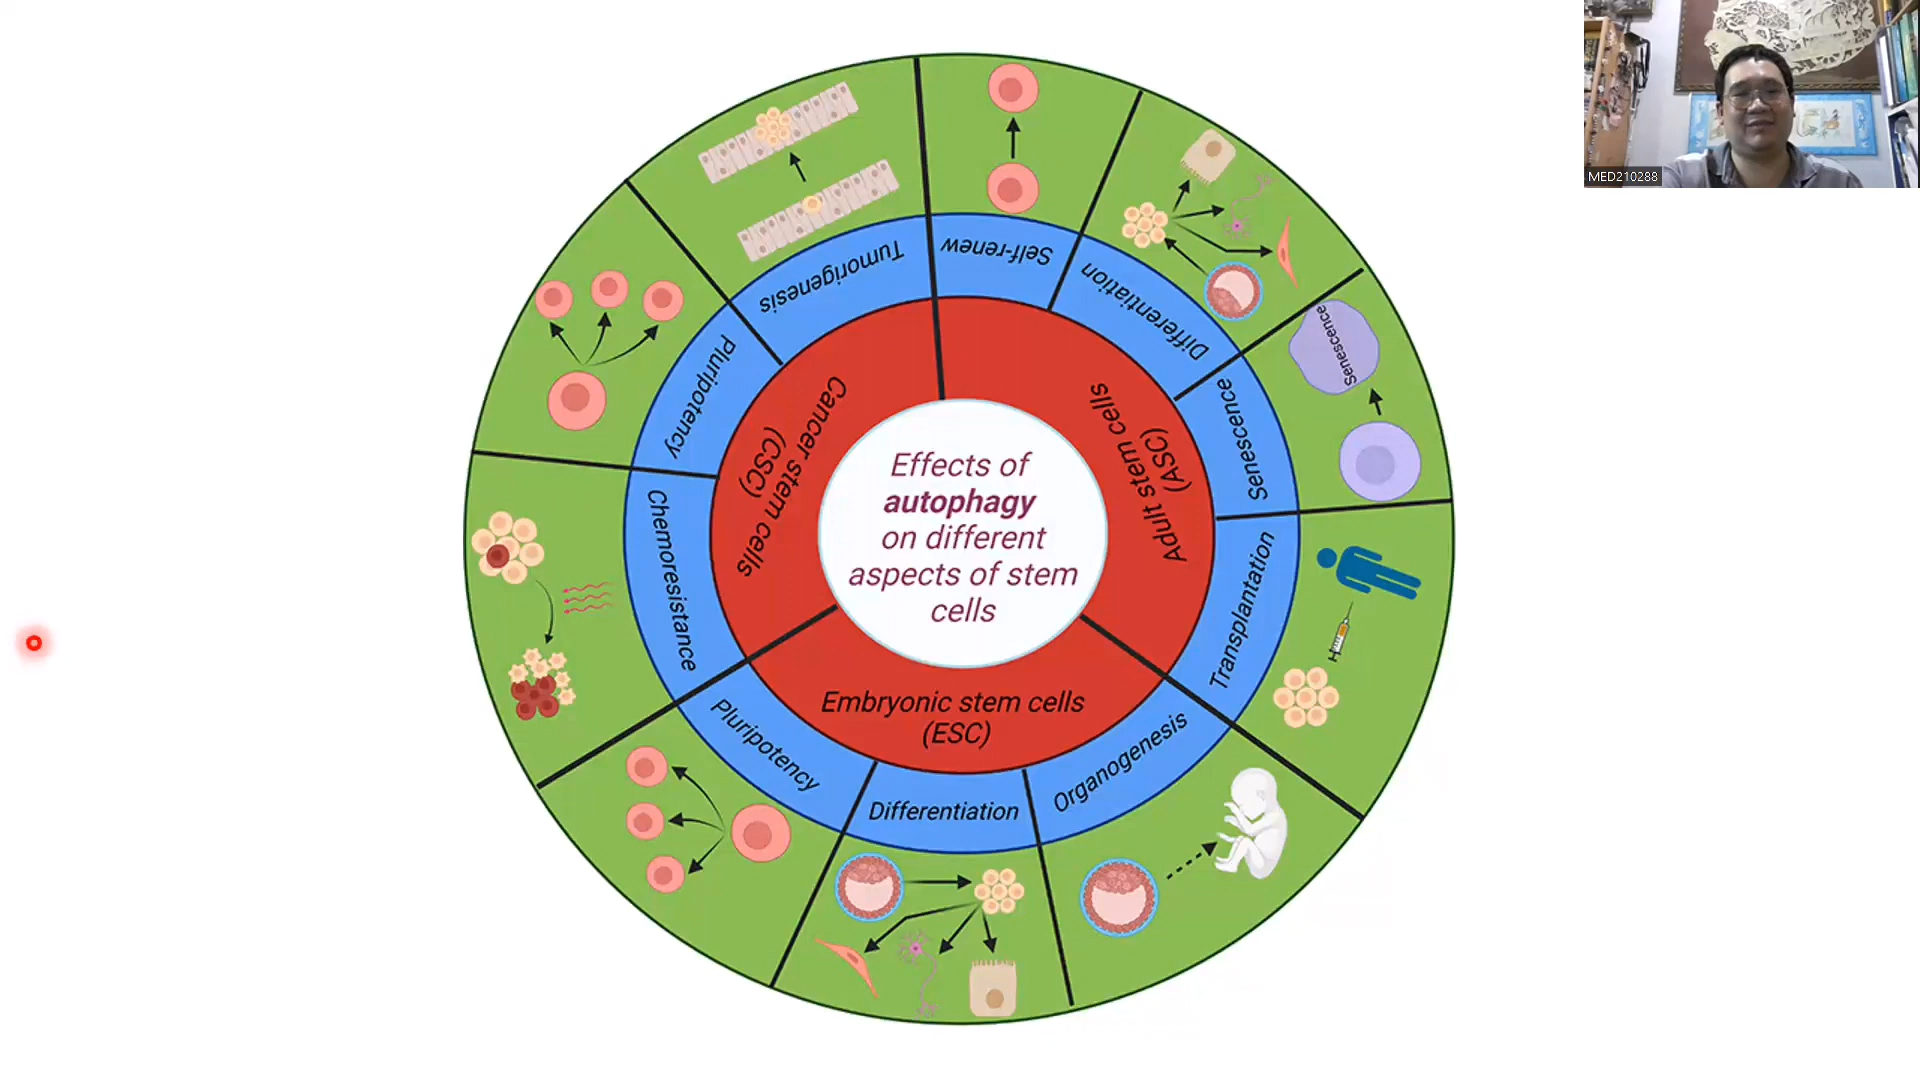 Effects of
autophagy
on different
aspects of stem
cells
Cancer stem cells
(CSC)
Adult stem cells
(ASC)
Embryonic stem cells
(ESC)
Tumorigenesis
Self-renew
Differentiation
Senescence
Senescence
Transplantation
Organogenesis
Differentiation
Pluripotency
Chemoresistance
Pluripotency
MED210288